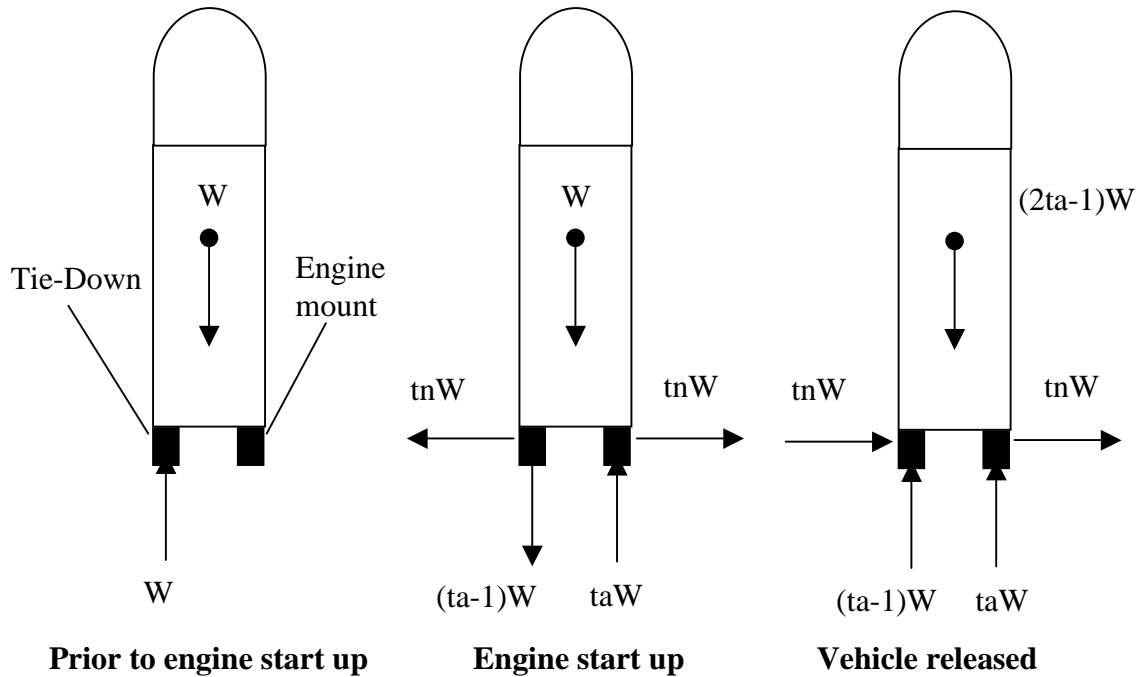 W
Tie-Down
Engine
mount
W
Prior to engine start up
W
tnW
tnW
(ta-1)W
taW
Engine start up
(2ta-1)W
tnW
tnW
(ta-1)W
taW
Vehicle released